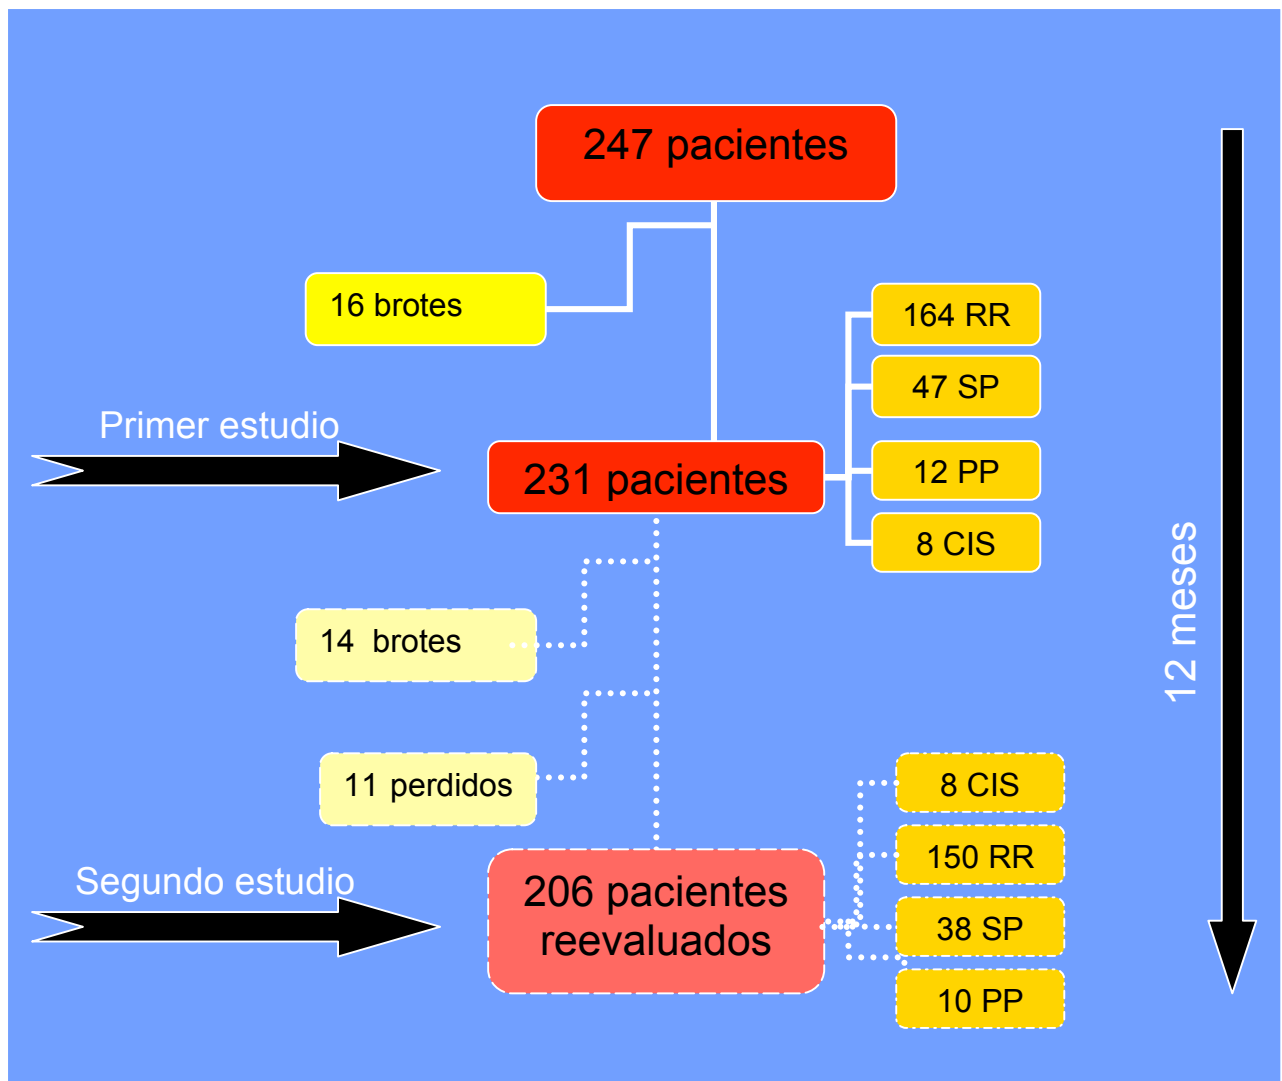 247 pacientes
16 brotes
164 RR
47 SP
Primer estudio
231 pacientes
12 PP
8 CIS
12 meses
14 brotes
11 perdidos
8 CIS
150 RR
Segundo estudio
206 pacientes
reevaluados
38 SP
10 PP